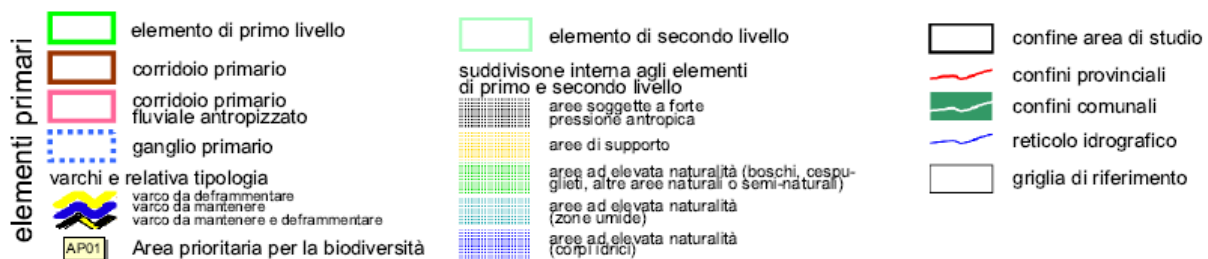 elementi primari
elemento di primo livello
corridoio primario
corridoio primario
fluviale antropizzato
ganglio primario
varchi e relativa tipologia
varco da deframmentare
varco da mantenere
varco da mantenere e deframmentare
AP01
Area prioritaria per la biodiversità
elemento di secondo livello
suddivisone interna agli elementi
di primo e secondo livello
aree soggette a forte
pressione antropica
aree di supporto
aree ad elevata naturalità (boschi, cespu-
glieti, altre aree naturali o semi-naturali)
aree ad elevata naturalità
(zone umide)
aree ad elevata naturalità
(corpi idrici)
confine area di studio
confini provinciali
confini comunali
reticolo idrografico
griglia di riferimento